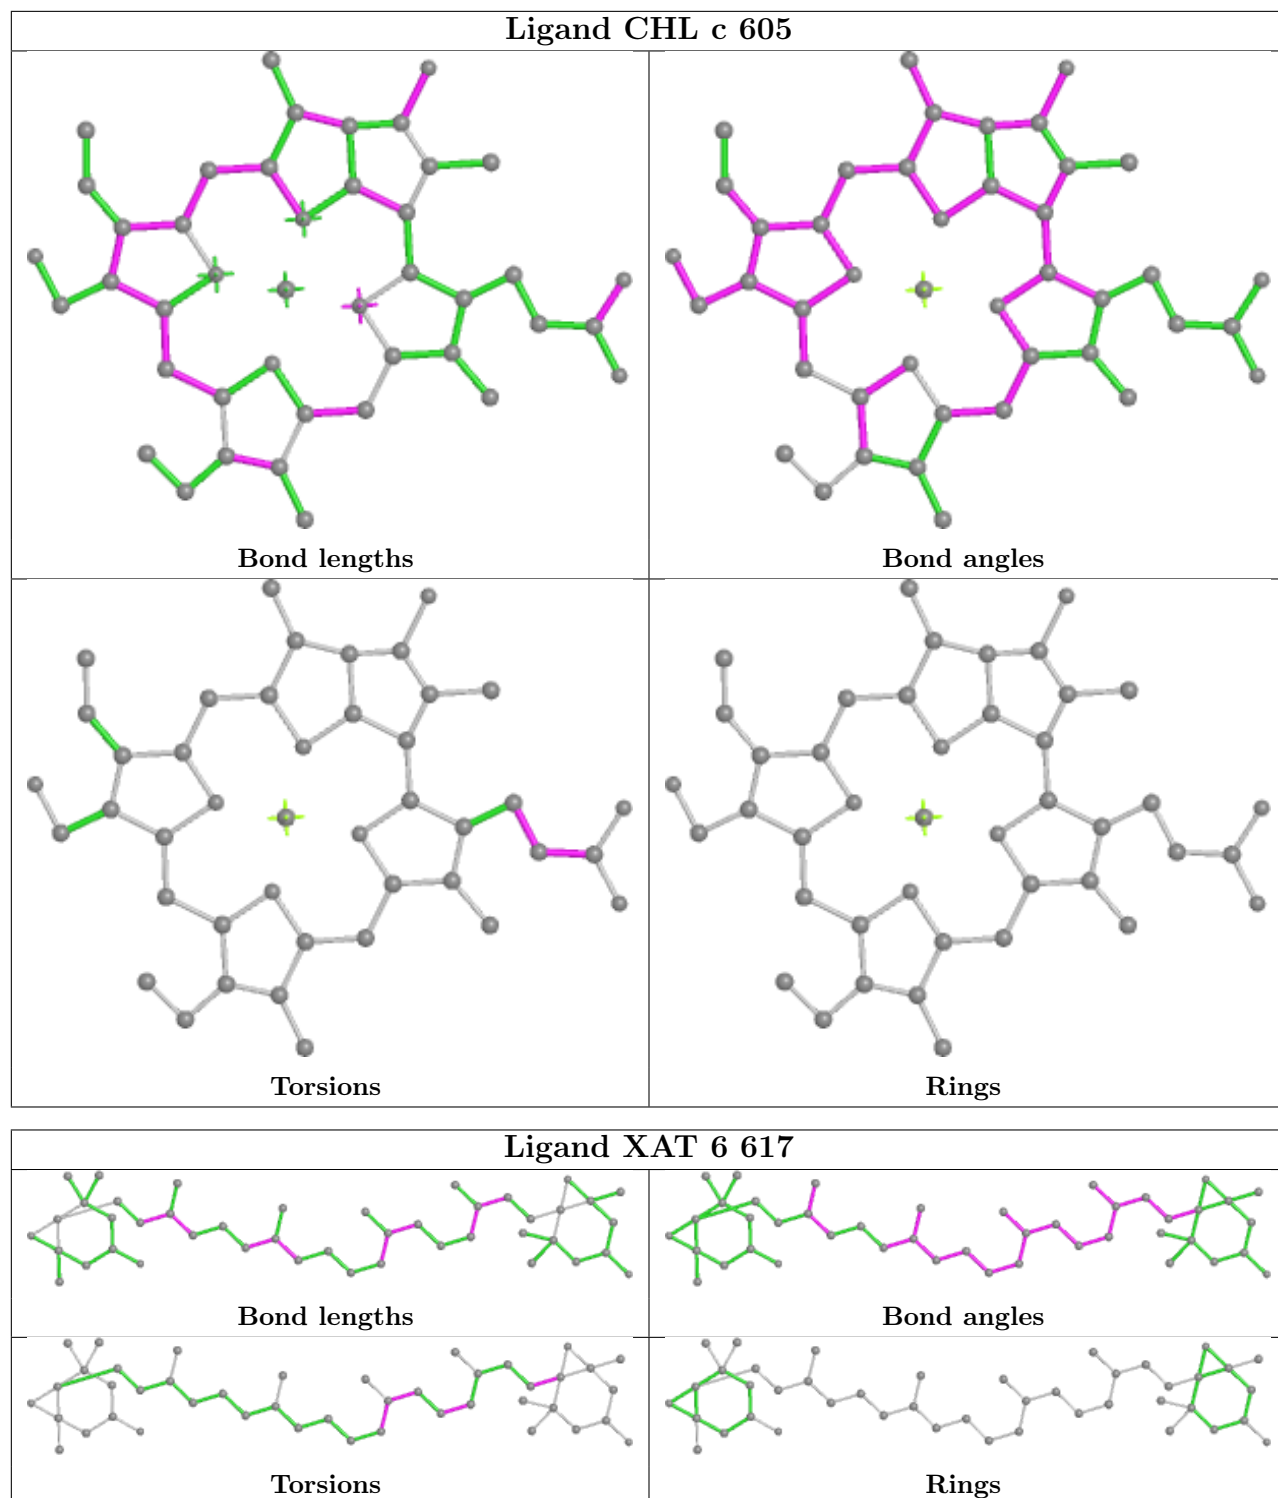 Ligand CHL c 605
Bond lengths
Bond angles
Torsions
Rings
Ligand XAT 6 617
Bond lengths
Bond angles
Torsions
Rings